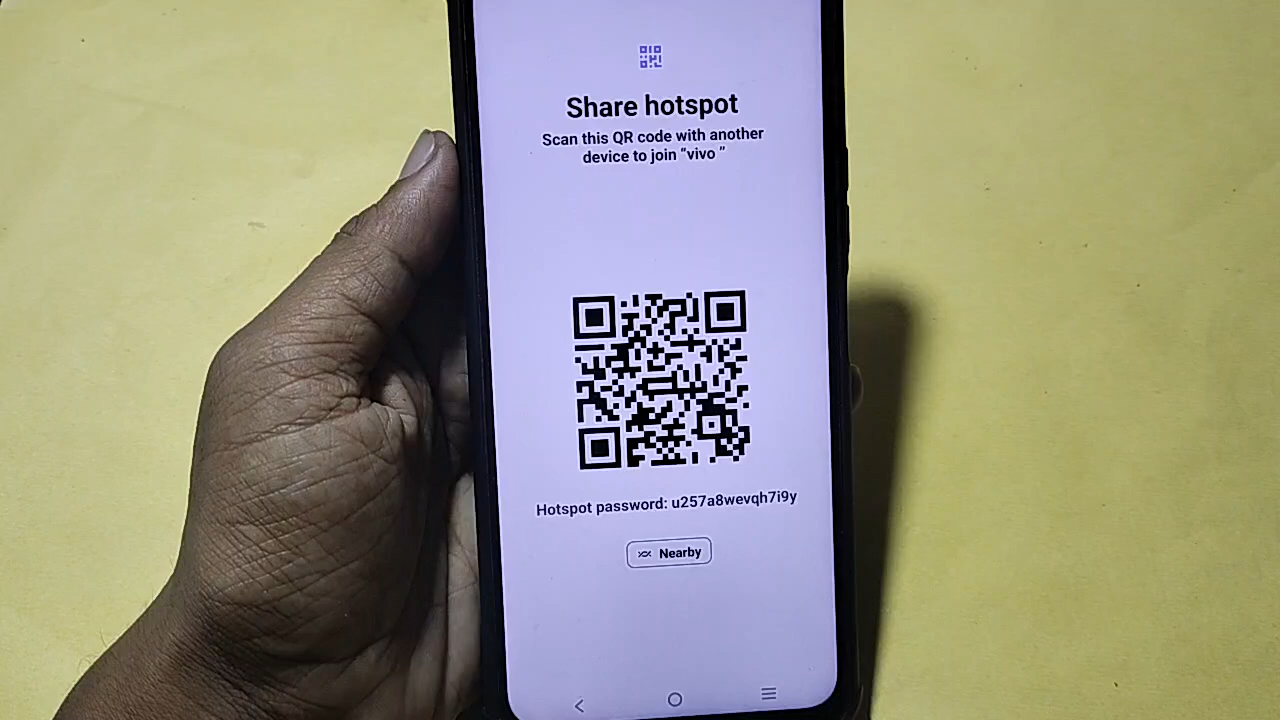 Share hotspot
Scan this QR code with another
device to join “vivo ”
Hotspot password: u257a8wevqh7i9y
Nearby